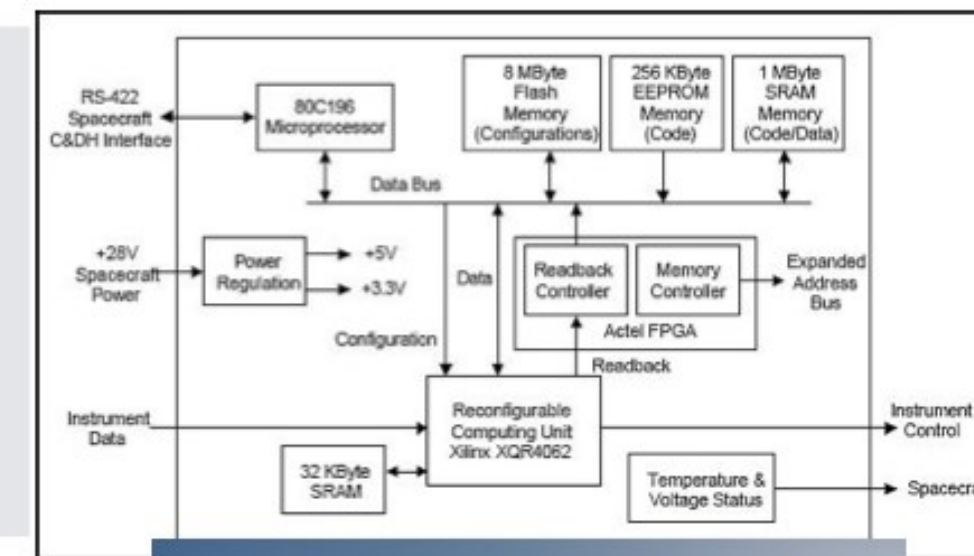 RS-422
Spacecraft
C&DH Interface
80C196
Microprocessor
8 MByte
Flash
Memory
(Configurations)
256 KByte
EEPROM
Memory
(Code)
1 MByte
SRAM
Memory
(Code/Data)
Data Bus
+28V
Spacecraft
Power
Power
Regulation
+5V
+3.3V
Data
Readback
Controller
Memory
Controller
Actel FPGA
Expanded
Address
Bus
Configuration
Readback
Instrument
Data
Reconfigurable
Computing Unit
Xilinx XQR4062
Instrument
Control
32 KByte
SRAM
Temperature &
Voltage Status